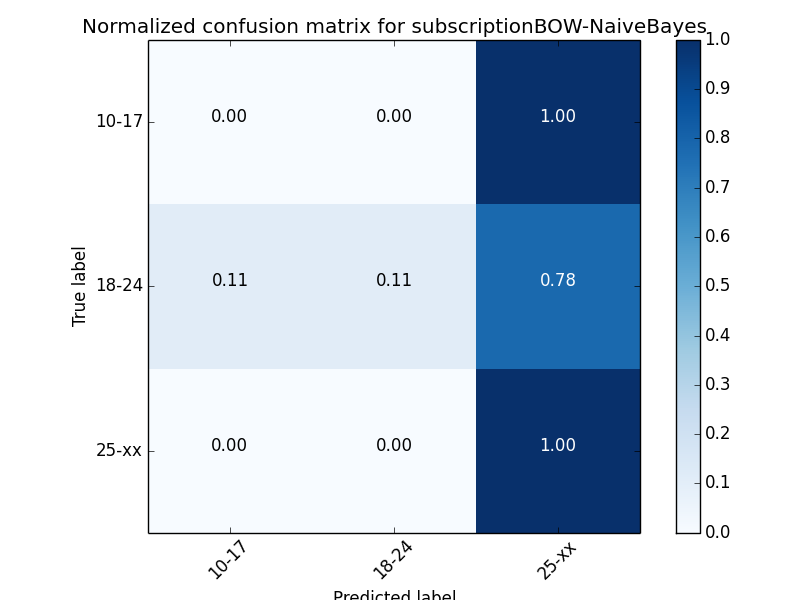 Normalized confusion matrix for subscriptionBOW-NaiveBayes
1.0
0.9
0.8
0.7
0.6
0.5
0.4
0.3
0.2
0.1
0.0
True label
10-17
0.00 0.00 1.00
18-24
0.11 0.11 0.78
25-xx
0.00 0.00 1.00
10-17 18-24 25-xx
Predicted label